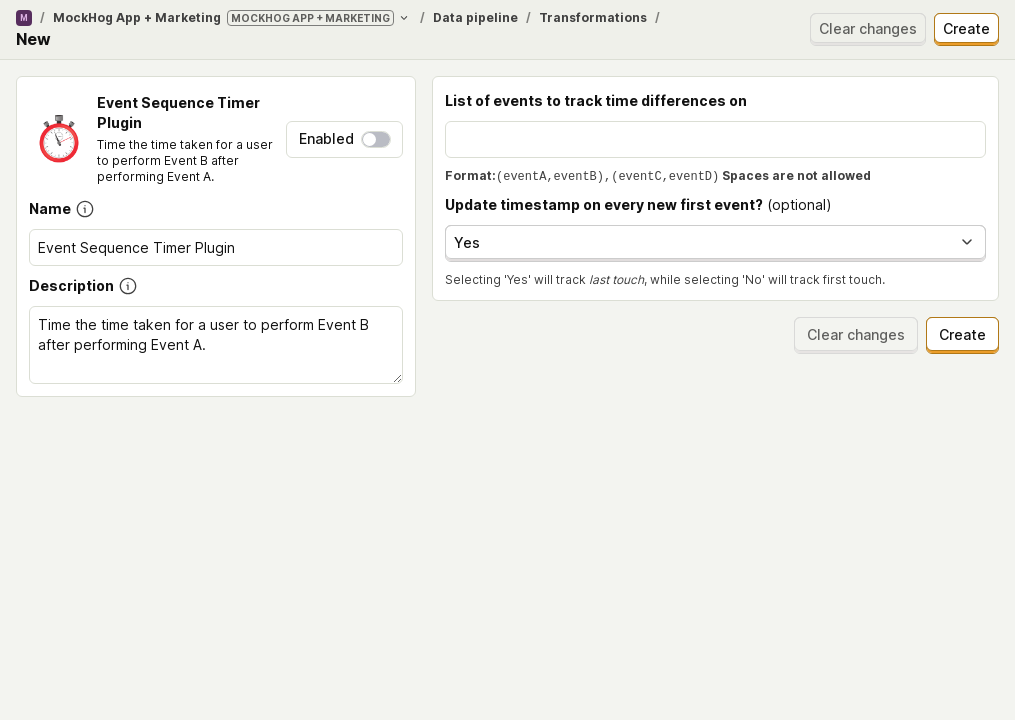 M / MockHog App + Marketing MOCKHOG APP + MARKETING / Data pipeline / Transformations /
New
Clear changes
Create
Event Sequence Timer
Plugin
Time the time taken for a user
to perform Event B after
performing Event A.
Enabled
Name
Event Sequence Timer Plugin
Description
Time the time taken for a user to perform Event B
after performing Event A.
List of events to track time differences on
Format:(eventA,eventB),(eventC,eventD) Spaces are not allowed
Update timestamp on every new first event? (optional)
Yes
Selecting 'Yes' will track last touch, while selecting 'No' will track first touch.
Clear changes
Create